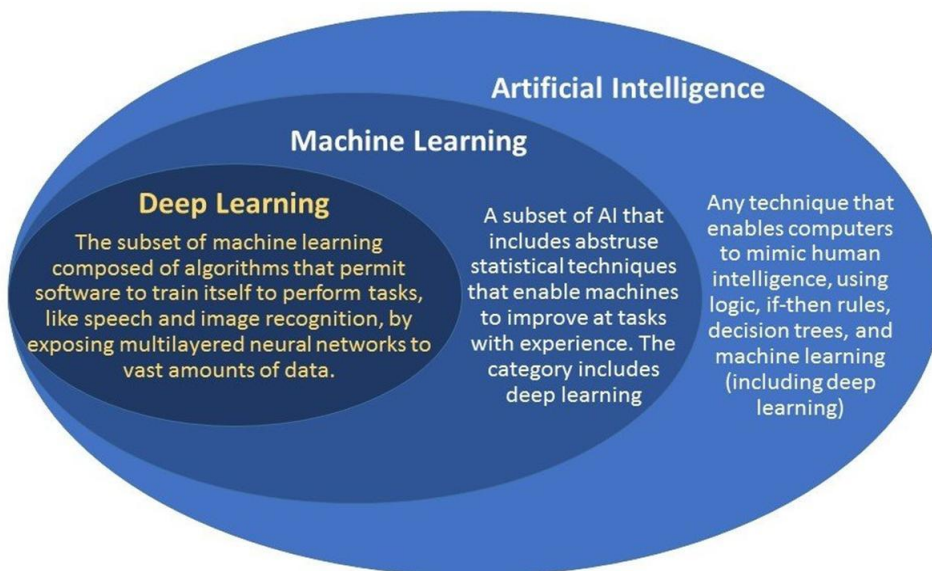 Artificial Intelligence
Machine Learning
Deep Learning
The subset of machine learning
composed of algorithms that permit
software to train itself to perform tasks,
like speech and image recognition, by
exposing multilayered neural networks to
vast amounts of data.
A subset of AI that
includes abstruse
statistical techniques
that enable machines
to improve at tasks
with experience. The
category includes
deep learning
Any technique that
enables computers
to mimic human
intelligence, using
logic, if-then rules,
decision trees, and
machine learning
(including deep
learning)